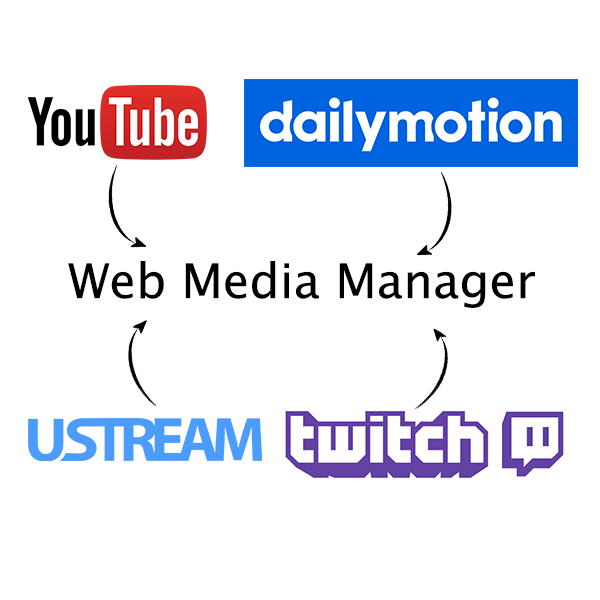 YouTube
dailymotion
Web Media Manager
USTREAM
twitch